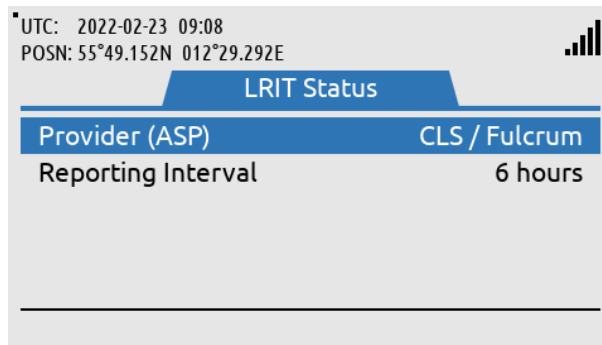 UTC: 2022-02-23 09:08
POSN: 55°49.152N 012°29.292E
LRIT Status
Provider (ASP) CLS / Fulcrum
Reporting Interval 6 hours